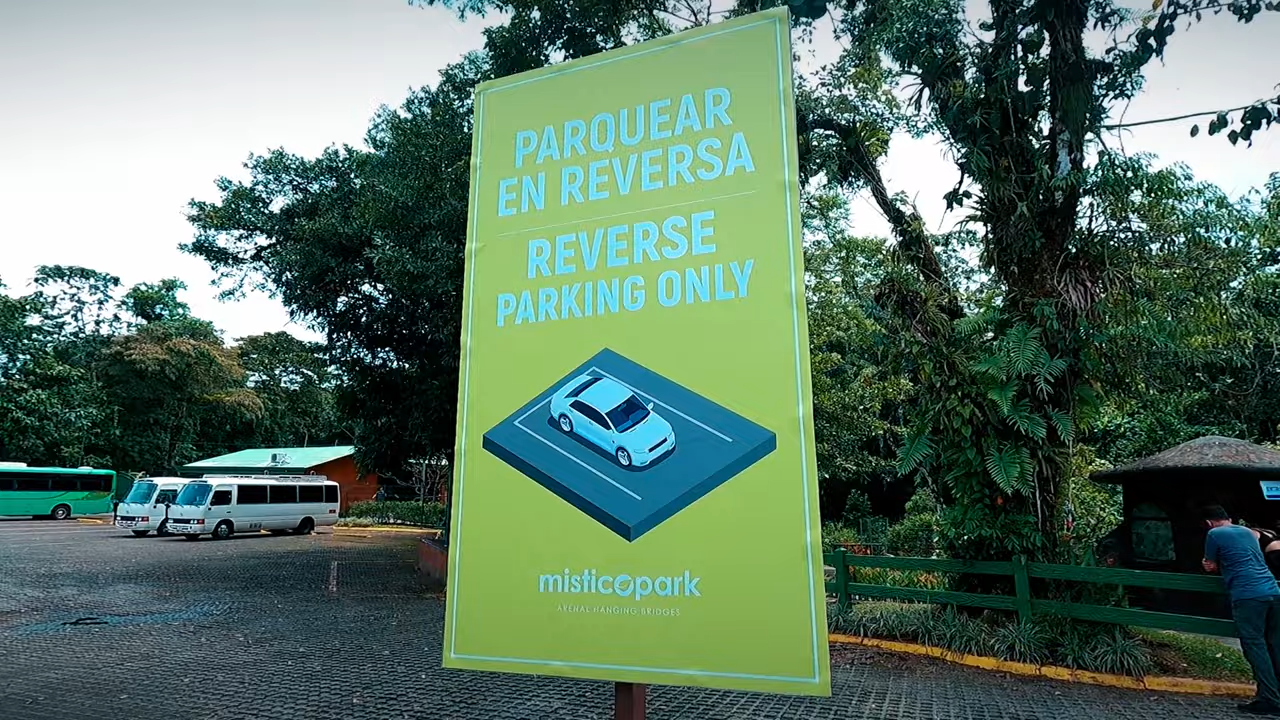 PARQUEAR
EN REVERSA
REVERSE
PARKING ONLY
misticopark
ARENAL HANGING BRIDGES